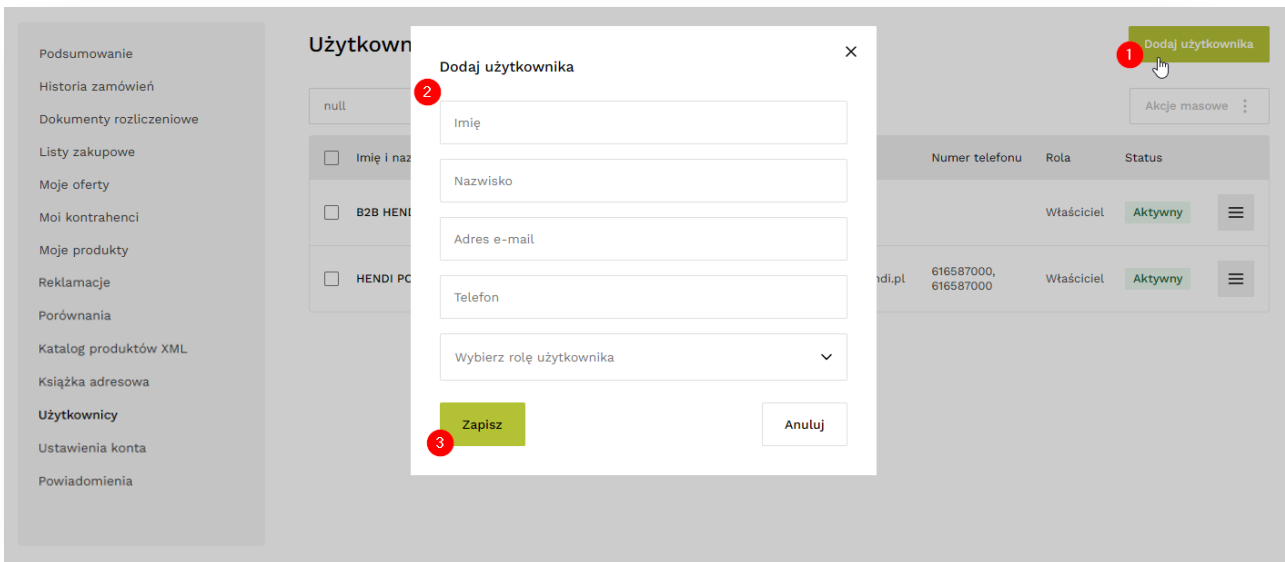 Podsumowanie
Historia zamówień
Dokumenty rozliczeniowe
Listy zakupowe
Moje oferty
Moi kontrahenci
Moje produkty
Reklamacje
Porównania
Katalog produktów XML
Książka adresowa
Użytkownicy
Ustawienia konta
Powiadomienia
Użytkown
Dodaj użytkownika
1
null
Akcje masowe
Imię i naz
Numer telefonu Rola Status
B2B HEND
Właściciel Aktywny
HENDI PO
ndi.pl
616587000,
616587000
Właściciel Aktywny
Dodaj użytkownika
2
Imię
Nazwisko
Adres e-mail
Telefon
Wybierz rolę użytkownika
Zapisz
3
Anuluj